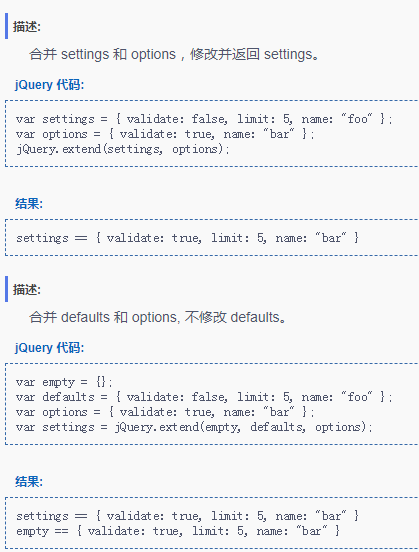 描述:
合并 settings 和 options，修改并返回 settings。
jQuery 代码:
var settings = { validate: false, limit: 5, name: "foo" };
var options = { validate: true, name: "bar" };
jQuery.extend(settings, options);
结果:
settings == { validate: true, limit: 5, name: "bar" }
描述:
合并 defaults 和 options, 不修改 defaults。
jQuery 代码:
var empty = {};
var defaults = { validate: false, limit: 5, name: "foo" };
var options = { validate: true, name: "bar" };
var settings = jQuery.extend(empty, defaults, options);
结果:
settings == { validate: true, limit: 5, name: "bar" }
empty == { validate: true, limit: 5, name: "bar" }